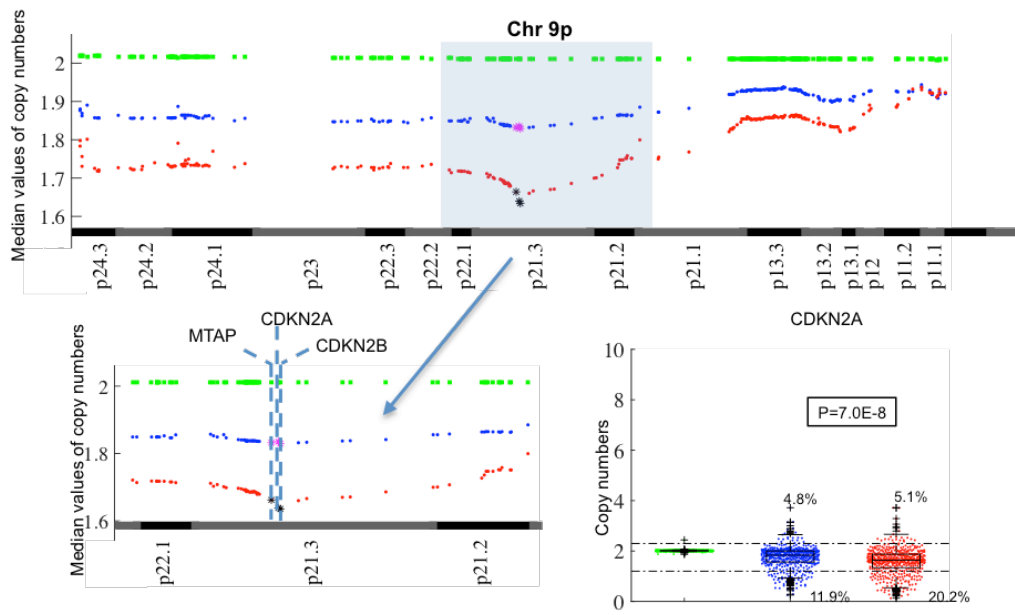 Chr 9p
Median values of copy numbers
2
1.9
1.8
1.7
1.6
p24.3
p24.2
p24.1
p23
p22.3
p22.2
p22.1
p21.3
p21.2
p21.1
p13.3
p13.2
p13.1
p12
p11.2
p11.1
CDKN2A
MTAP
CDKN2B
Median values of copy numbers
2
1.8
1.6
p22.1
p21.3
p21.2
CDKN2A
Copy numbers
10
8
6
4
2
0
P=7.0E-8
4.8%
5.1%
11.9%
20.2%